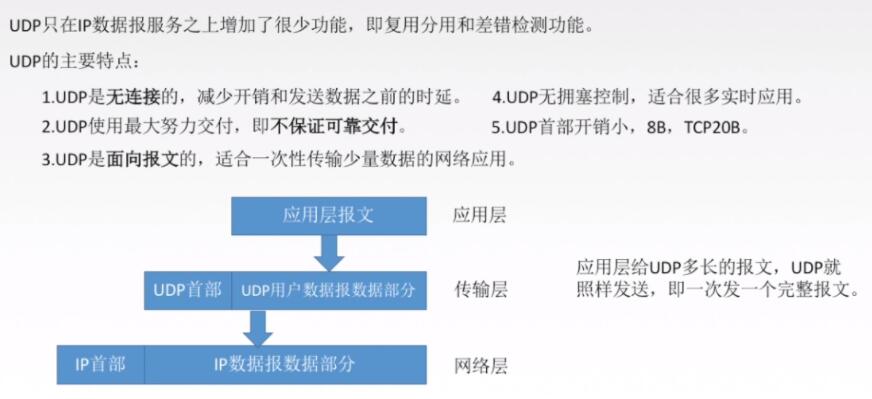 UDP只在IP数据报服务之上增加了很少功能，即复用分用和差错检测功能。
UDP的主要特点：
1.UDP是无连接的，减少开销和发送数据之前的时延。
2.UDP使用最大努力交付，即不保证可靠交付。
3.UDP是面向报文的，适合一次性传输少量数据的网络应用。
4.UDP无拥塞控制，适合很多实时应用。
5.UDP首部开销小，8B，TCP20B。
应用层报文
应用层
UDP首部
UDP用户数据报数据部分
传输层
应用层给UDP多长的报文，UDP就
照样发送，即一次发一个完整报文。
IP首部
IP数据报数据部分
网络层